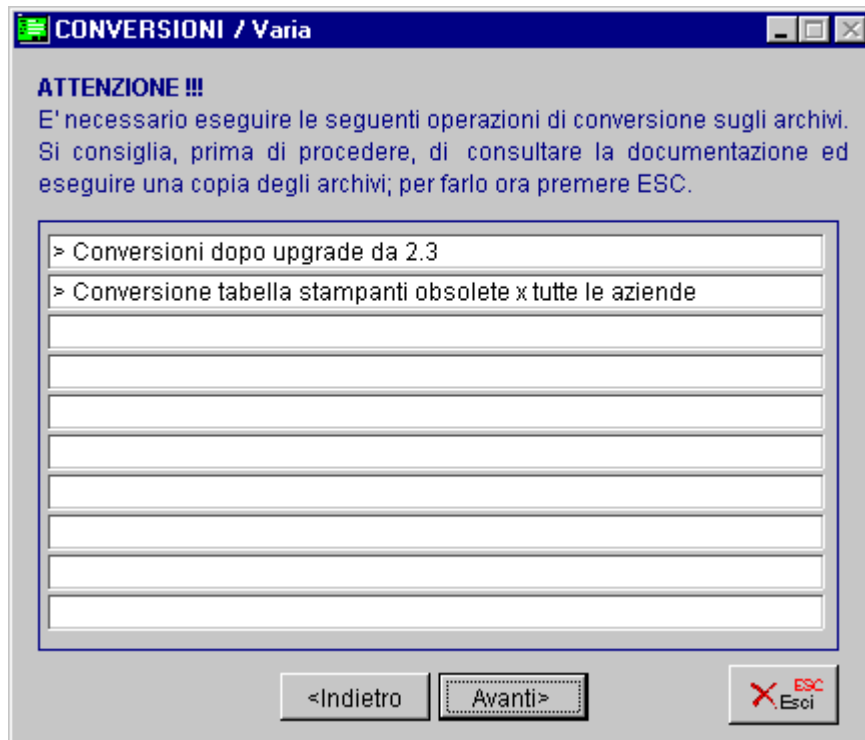 CONVERSIONI / Varia
ATTENZIONE !!!
E' necessario eseguire le seguenti operazioni di conversione sugli archivi.
Si consiglia, prima di procedere, di consultare la documentazione ed
eseguire una copia degli archivi; per farlo ora premere ESC.
> Conversioni dopo upgrade da 2.3
> Conversione tabella stampanti obsolete x tutte le aziende
<Indietro
Avanti>
ESC
Esci